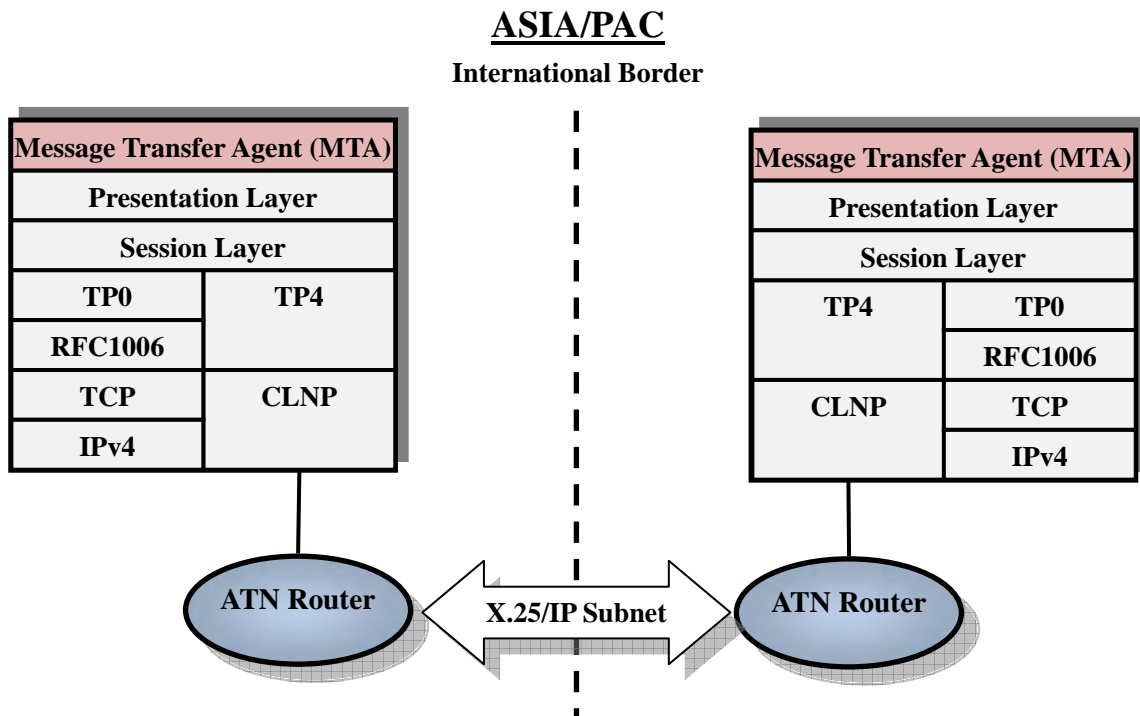 ASIA/PAC
International Border
Message Transfer Agent (MTA)
Presentation Layer
Session Layer
TP0
TP4
RFC1006
TCP
CLNP
IPv4
Message Transfer Agent (MTA)
Presentation Layer
Session Layer
TP4
TP0
RFC1006
CLNP
TCP
IPv4
ATN Router
X.25/IP Subnet
ATN Router